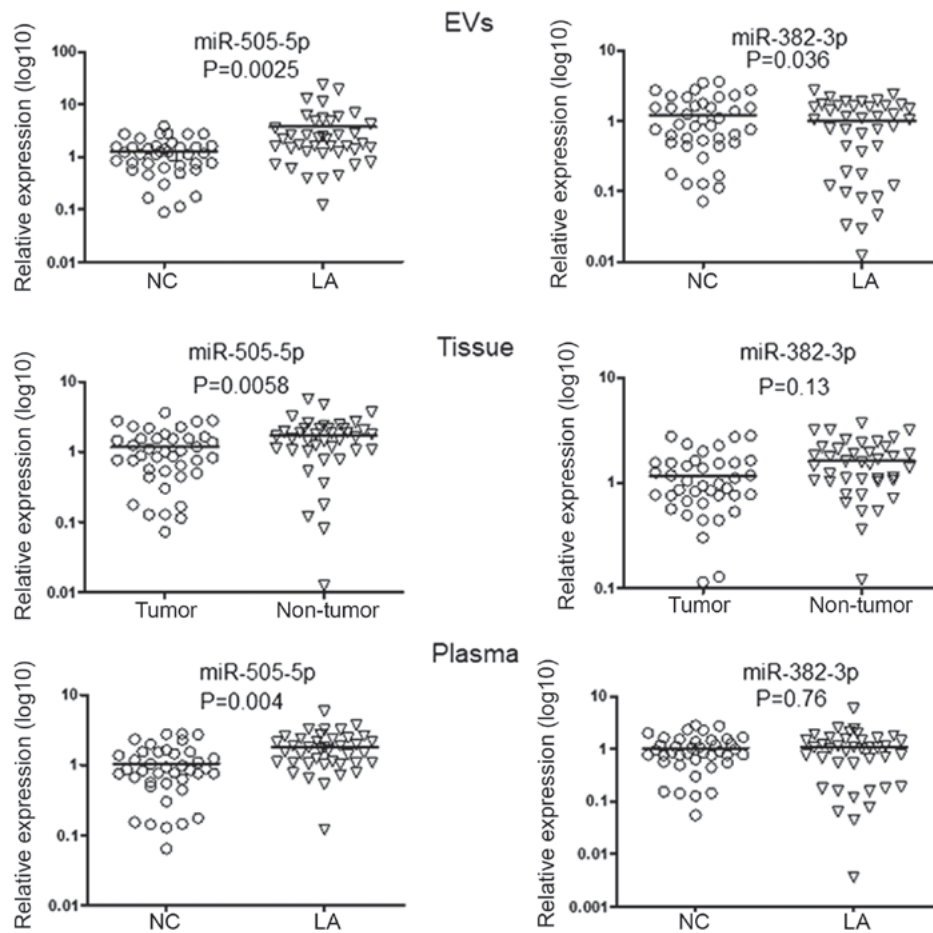 EVs
miR-505-5p
P=0.0025
Relative expression (log10)
100
10
1
0.1
0.01
NC
LA
miR-382-3p
P=0.036
Relative expression (log10)
10
1
0.1
0.01
NC
LA
Tissue
miR-505-5p
P=0.0058
Relative expression (log10)
10
1
0.1
0.01
Tumor
Non-tumor
miR-382-3p
P=0.13
Relative expression (log10)
10
1
0.1
Tumor
Non-tumor
Plasma
miR-505-5p
P=0.004
Relative expression (log10)
10
1
0.1
0.01
NC
LA
miR-382-3p
P=0.76
Relative expression (log10)
10
1
0.1
0.01
0.001
NC
LA